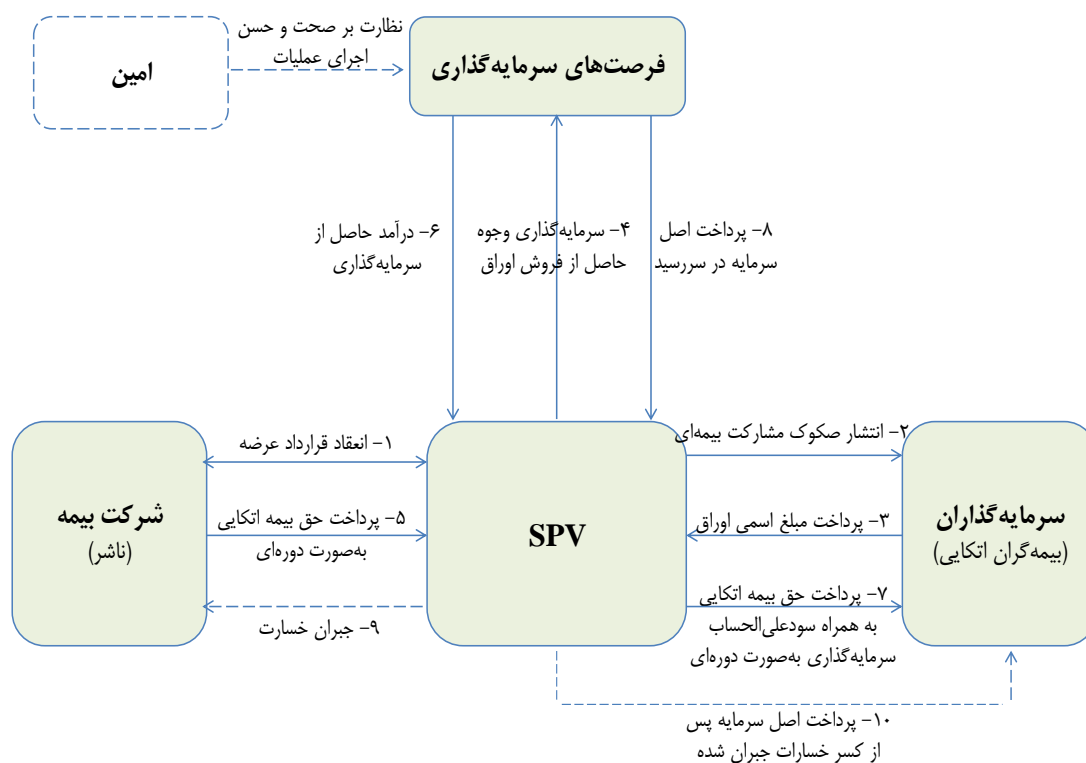 نظارت بر صحت و حسن
اجرای عملیات
امین
فرصت‌های سرمایه‌گذاری
۶- درآمد حاصل از
سرمایه‌گذاری
۴- سرمایه‌گذاری وجوه
حاصل از فروش اوراق
۸- پرداخت اصل
سرمایه در سررسید
شرکت بیمه
(ناشر)
۱- انعقاد قرارداد عرضه
۵- پرداخت حق بیمه اتکایی
به‌صورت دوره‌ای
۹- جبران خسارت
SPV
۲- انتشار صکوک مشارکت بیمه‌ای
۳- پرداخت مبلغ اسمی اوراق
۷- پرداخت حق بیمه اتکایی
به همراه سودعلی‌الحساب
سرمایه‌گذاری به‌صورت دوره‌ای
سرمایه‌گذاران
(بیمه‌گران اتکایی)
۱۰- پرداخت اصل سرمایه پس
از کسر خسارات جبران شده